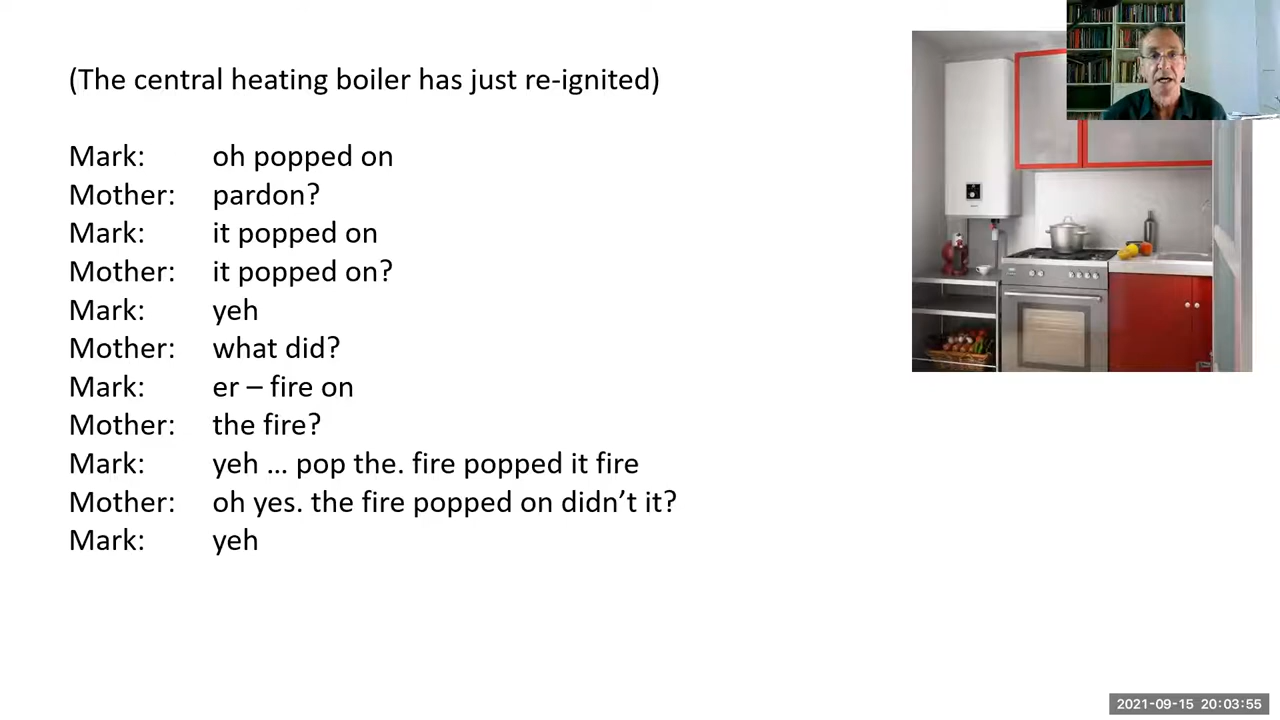 (The central heating boiler has just re-ignited)
Mark: oh popped on
Mother: pardon?
Mark: it popped on
Mother: it popped on?
Mark: yeh
Mother: what did?
Mark: er – fire on
Mother: the fire?
Mark: yeh … pop the. fire popped it fire
Mother: oh yes. the fire popped on didn’t it?
Mark: yeh
2021-09-15 20:03:55